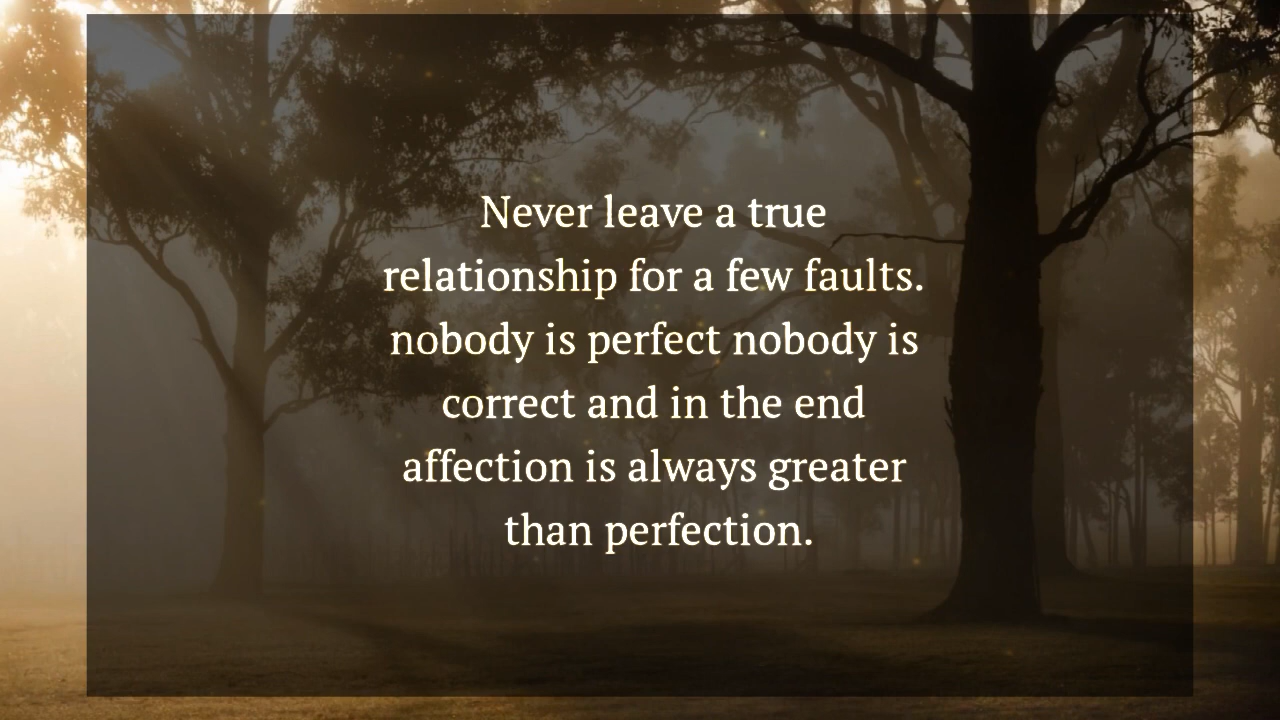 Never leave a true
relationship for a few faults.
nobody is perfect nobody is
correct and in the end
affection is always greater
than perfection.